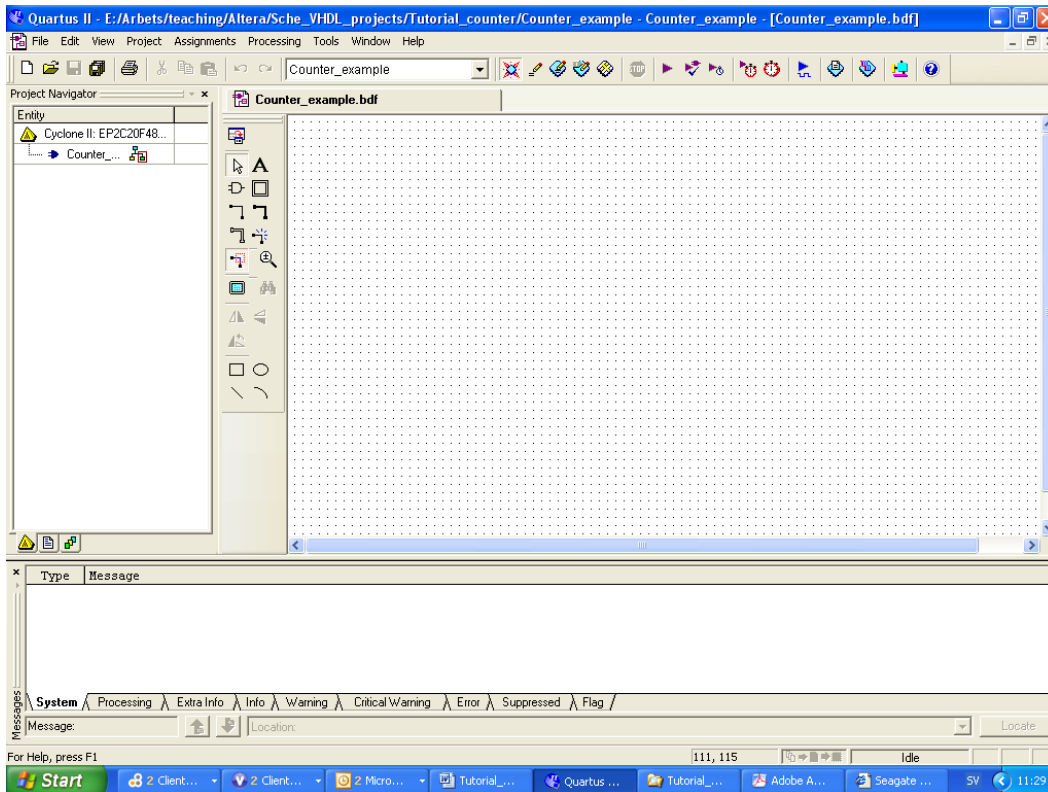 Quartus II - E:/Arbets/teaching/Altera/Sche_VHDL_projects/Tutorial_counter/Counter_example - Counter_example - [Counter_example.bdf]
File Edit View Project Assignments Processing Tools Window Help
Counter_example
STOP
Project Navigator
Counter_example.bdf
Entity
Cyclone II: EP2C20F48...
Counter_...
A
Type Message
Messages
System Processing Extra Info Info Warning Critical Warning Error Suppressed Flag
Message: Location: Locate
For Help, press F1 111, 115 Idle
Start 2 Client... 2 Client... 2 Micro... Tutorial_... Quartus ... Tutorial_... Adobe A... Seagate ... SV 11:29